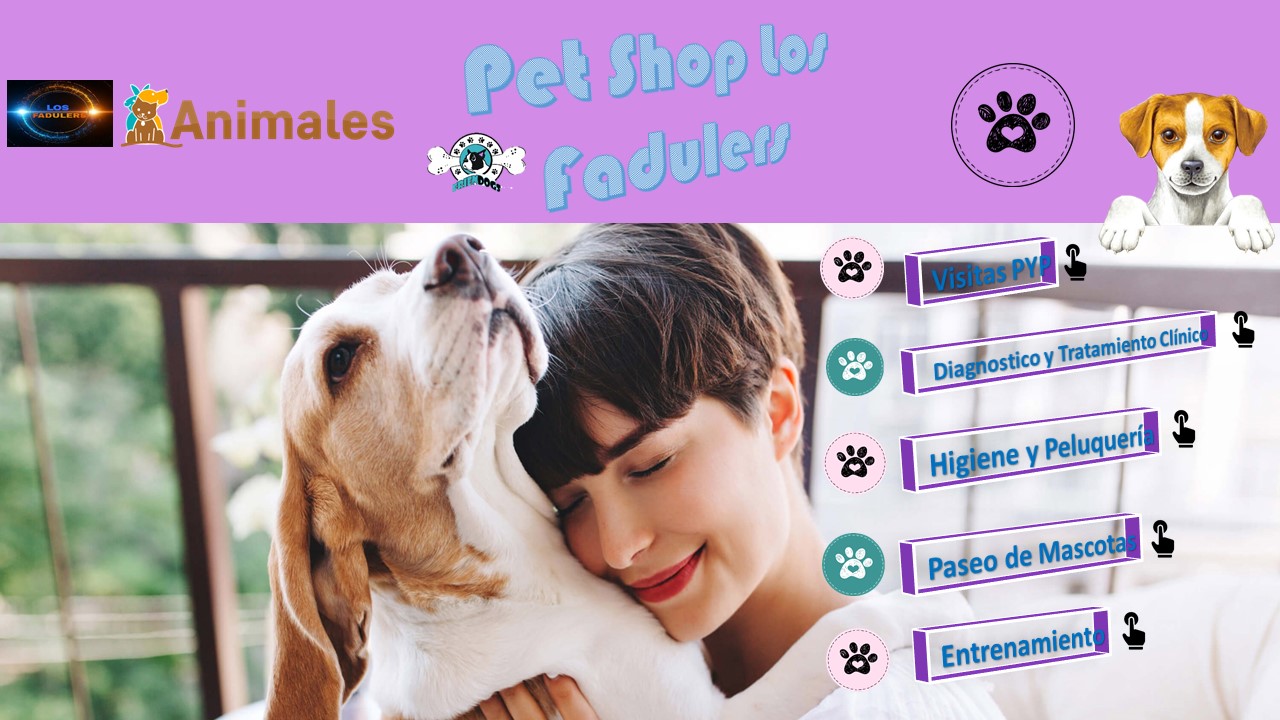 Pet Shop Los
Fadulers
LOS
FADULERS
Animales
Visitas PYP
Diagnostico y Tratamiento Clínico
Higiene y Peluquería
Paseo de Mascotas
Entrenamiento